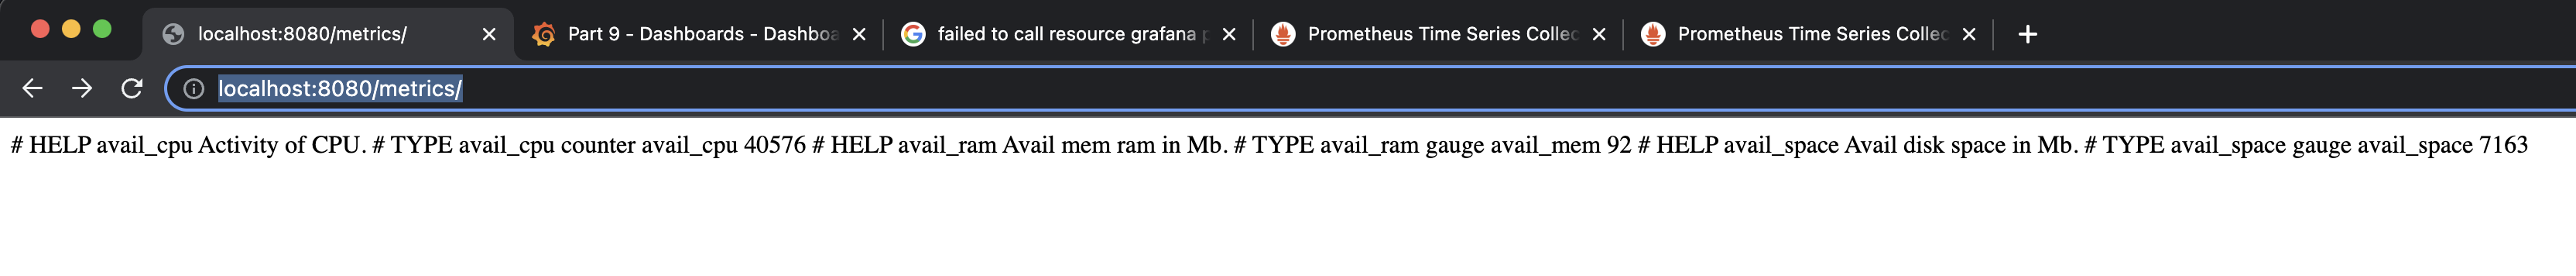 localhost:8080/metrics/
Part 9 - Dashboards - Dashboa
failed to call resource grafana p
Prometheus Time Series Collec
Prometheus Time Series Collec
localhost:8080/metrics/
# HELP avail_cpu Activity of CPU. # TYPE avail_cpu counter avail_cpu 40576 # HELP avail_ram Avail mem ram in Mb. # TYPE avail_ram gauge avail_mem 92 # HELP avail_space Avail disk space in Mb. # TYPE avail_space gauge avail_space 7163